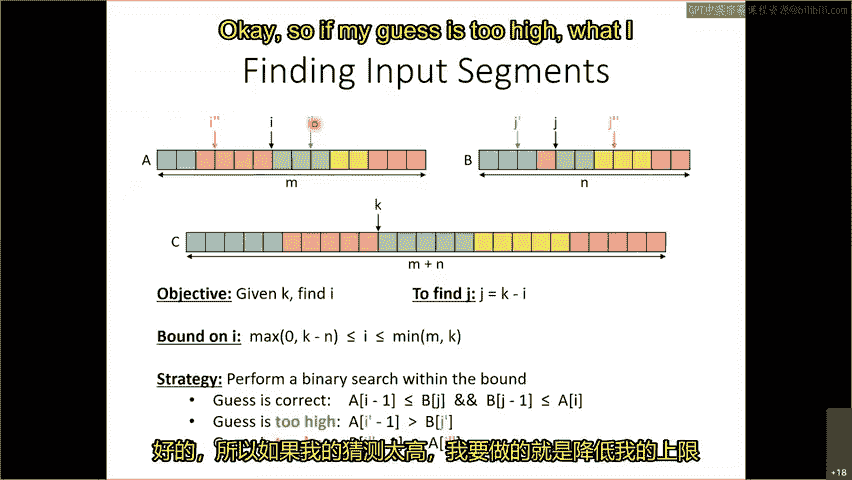 Okay, so if my guess is too high, what I
Finding Input Segments
i" i
j' j j"
A B
m n
k
C
m + n
Objective: Given k, find i To find j: j = k - i
Bound on i: max(0, k - n) ≤ i ≤ min(m, k)
Strategy: Perform a binary search within the bound
• Guess is correct: A[i - 1] ≤ B[j] && B[j - 1] ≤ A[i]
• Guess is too high: A[i' - 1] > B[j']
好的，所以如果我的猜测太高，我要做的就是降低我的上限
+18